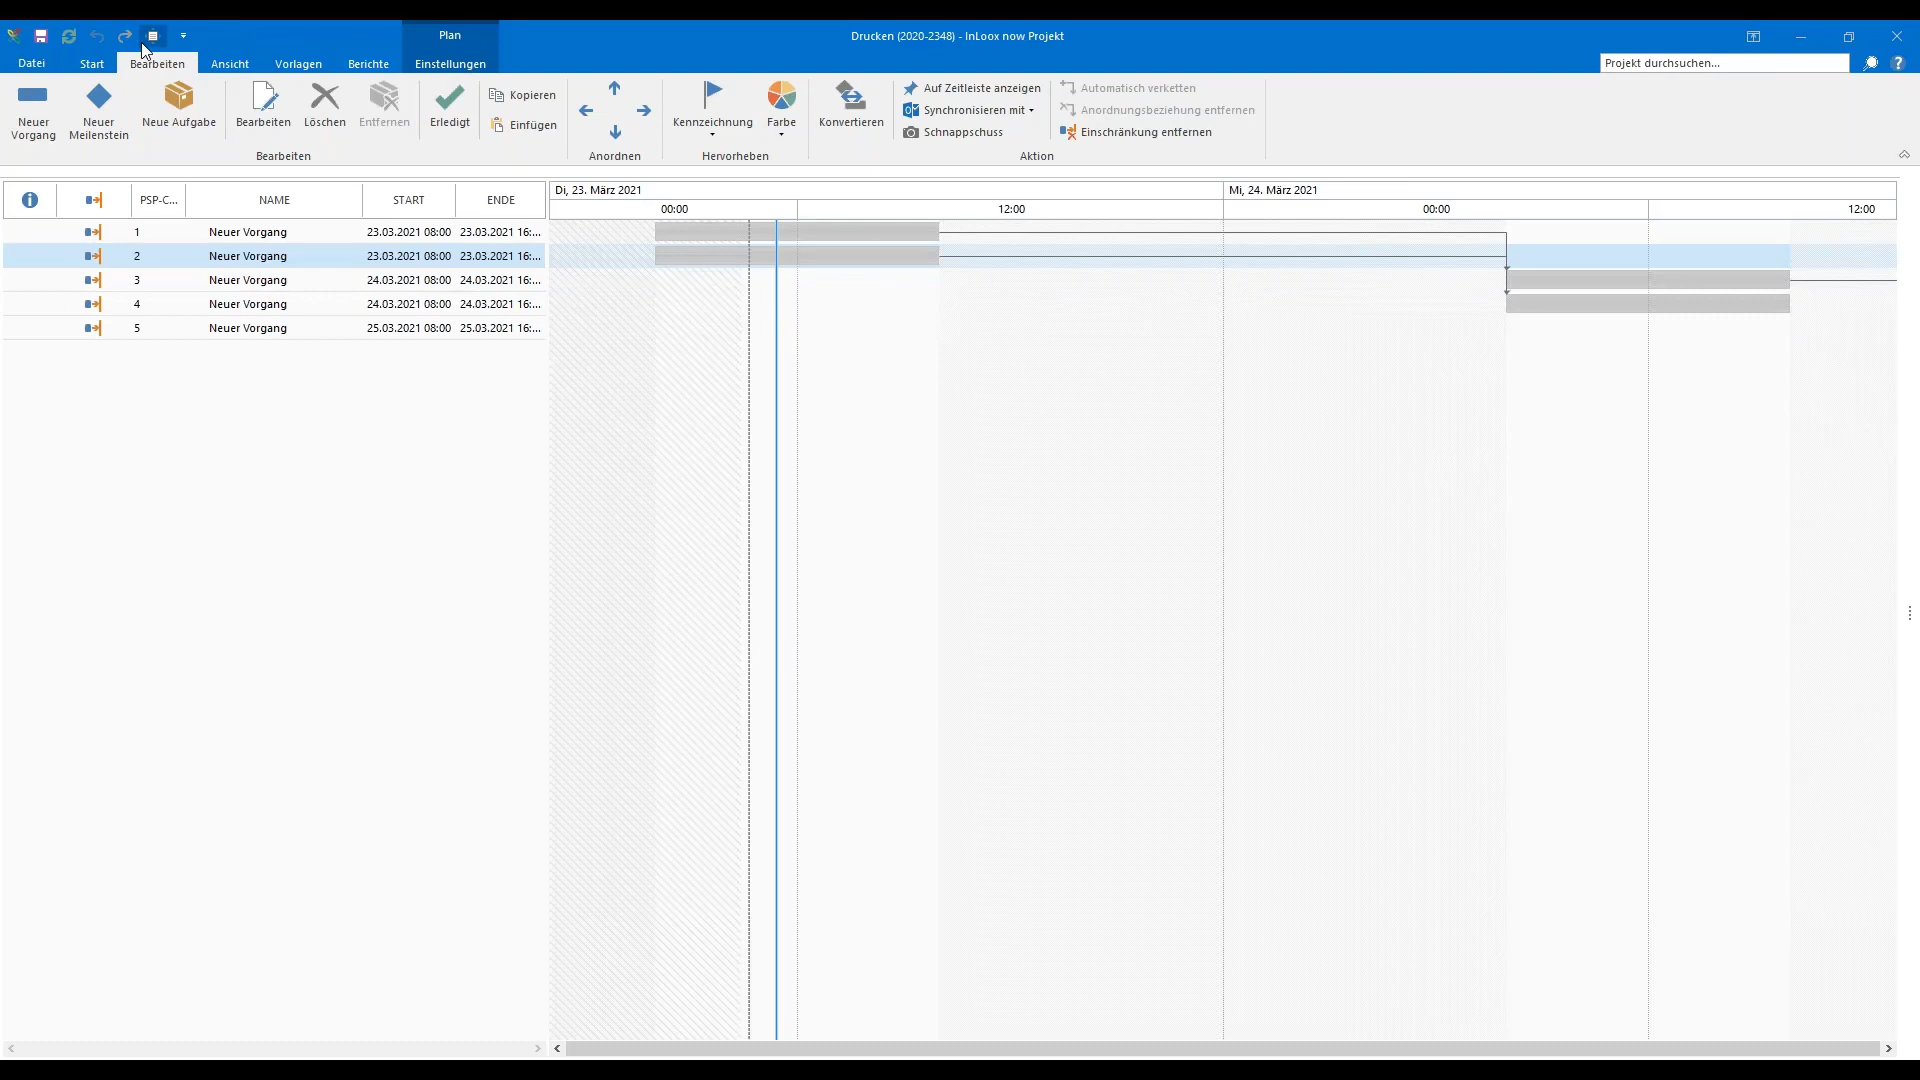 Plan
Drucken (2020-2348) - InLoox now Projekt
Datei Start Bearbeiten Ansicht Vorlagen Berichte Einstellungen
Projekt durchsuchen...
Neuer Vorgang
Neuer Meilenstein
Neue Aufgabe
Bearbeiten
Löschen
Entfernen
Erledigt
Kopieren
Einfügen
Bearbeiten
Anordnen
Kennzeichnung
Farbe
Hervorheben
Konvertieren
Auf Zeitleiste anzeigen
Synchronisieren mit
Schnappschuss
Automatisch verketten
Anordnungsbeziehung entfernen
Einschränkung entfernen
Aktion
PSP-C... NAME START ENDE
Di, 23. März 2021 Mi, 24. März 2021
00:00 12:00 00:00 12:00
1 Neuer Vorgang 23.03.2021 08:00 23.03.2021 16:...
2 Neuer Vorgang 23.03.2021 08:00 23.03.2021 16:...
3 Neuer Vorgang 24.03.2021 08:00 24.03.2021 16:...
4 Neuer Vorgang 24.03.2021 08:00 24.03.2021 16:...
5 Neuer Vorgang 25.03.2021 08:00 25.03.2021 16:...